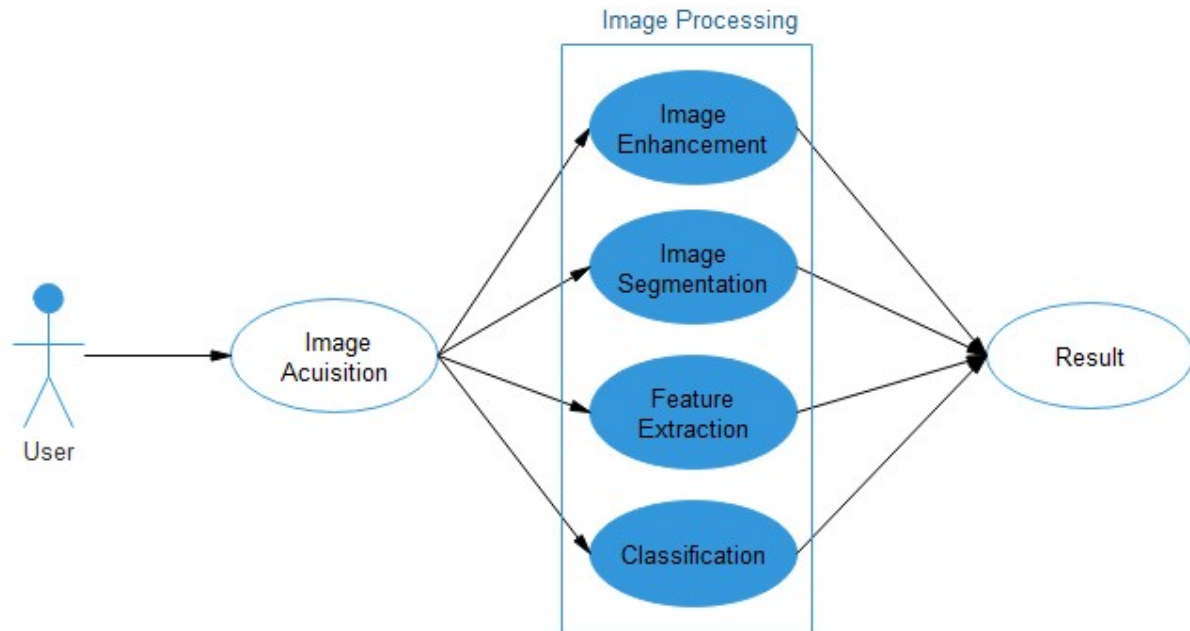 Image Processing
Image
Enhancement
Image
Segmentation
Image
Acuisition
Feature
Extraction
Result
User
Classification